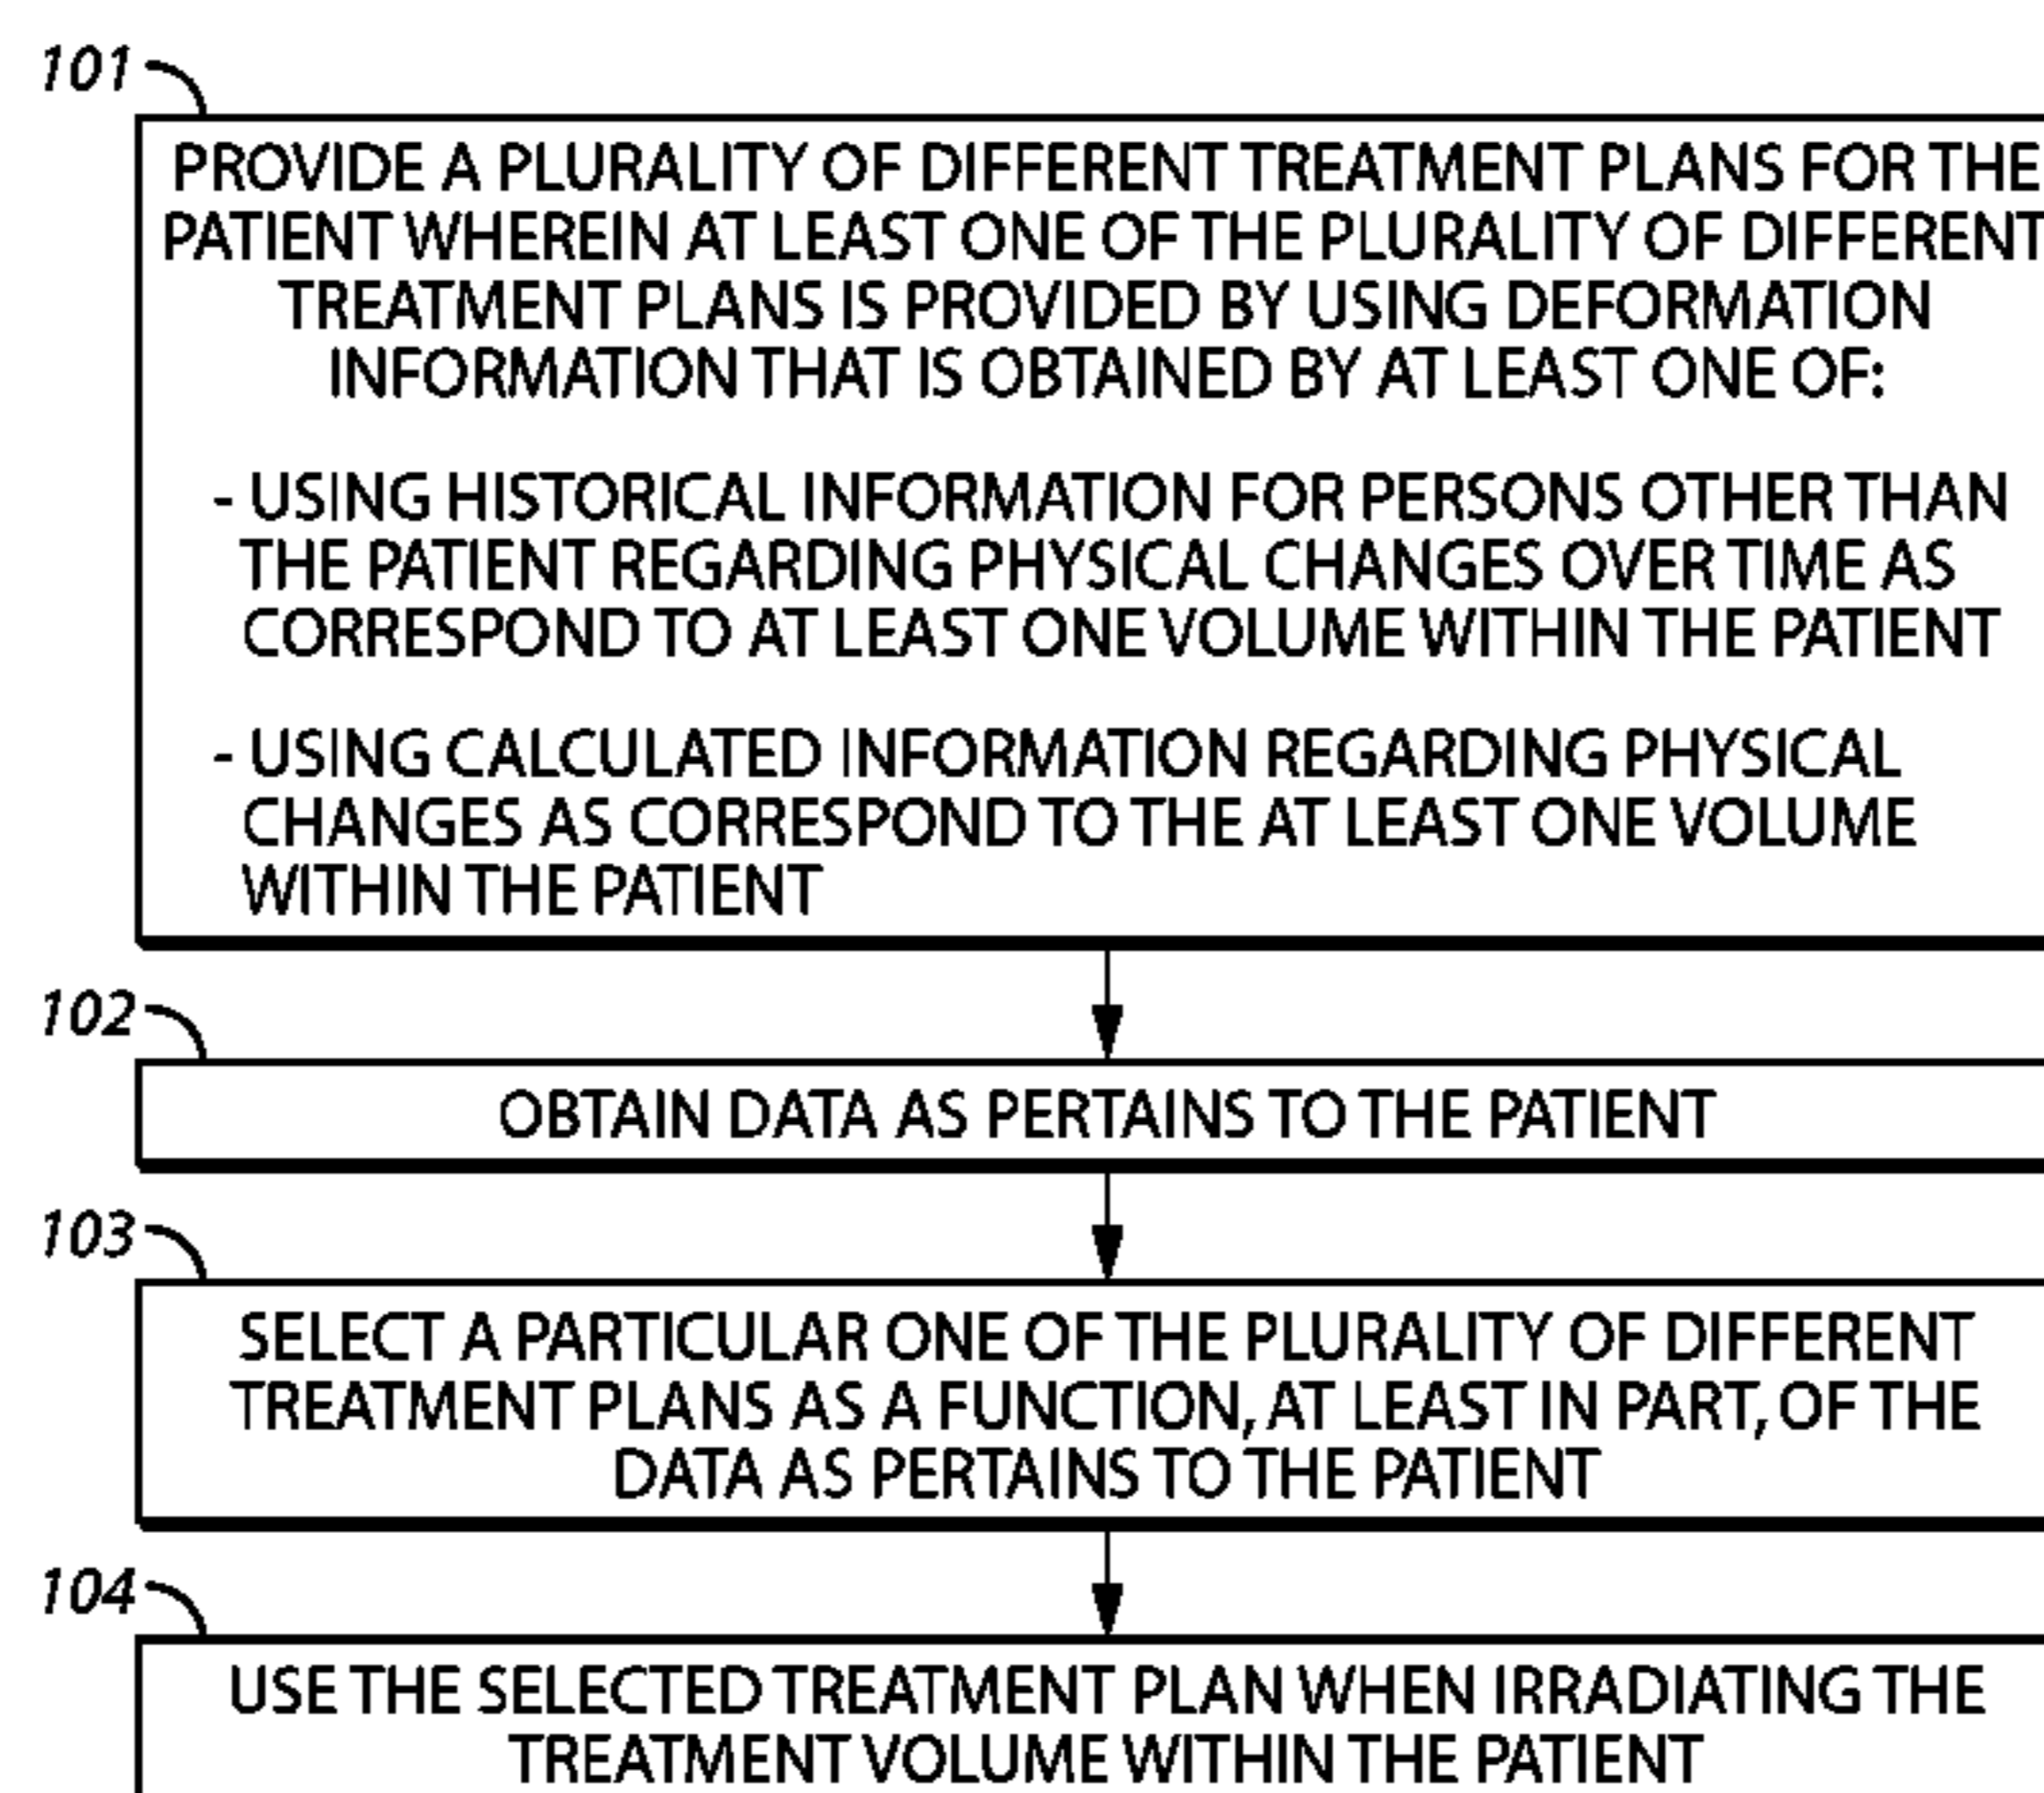 101
PROVIDE A PLURALITY OF DIFFERENT TREATMENT PLANS FOR THE
PATIENT WHEREIN AT LEAST ONE OF THE PLURALITY OF DIFFERENT
TREATMENT PLANS IS PROVIDED BY USING DEFORMATION
INFORMATION THAT IS OBTAINED BY AT LEAST ONE OF:
- USING HISTORICAL INFORMATION FOR PERSONS OTHER THAN
THE PATIENT REGARDING PHYSICAL CHANGES OVER TIME AS
CORRESPOND TO AT LEAST ONE VOLUME WITHIN THE PATIENT
- USING CALCULATED INFORMATION REGARDING PHYSICAL
CHANGES AS CORRESPOND TO THE AT LEAST ONE VOLUME
WITHIN THE PATIENT
102
OBTAIN DATA AS PERTAINS TO THE PATIENT
103
SELECT A PARTICULAR ONE OF THE PLURALITY OF DIFFERENT
TREATMENT PLANS AS A FUNCTION, AT LEAST IN PART, OF THE
DATA AS PERTAINS TO THE PATIENT
104
USE THE SELECTED TREATMENT PLAN WHEN IRRADIATING THE
TREATMENT VOLUME WITHIN THE PATIENT